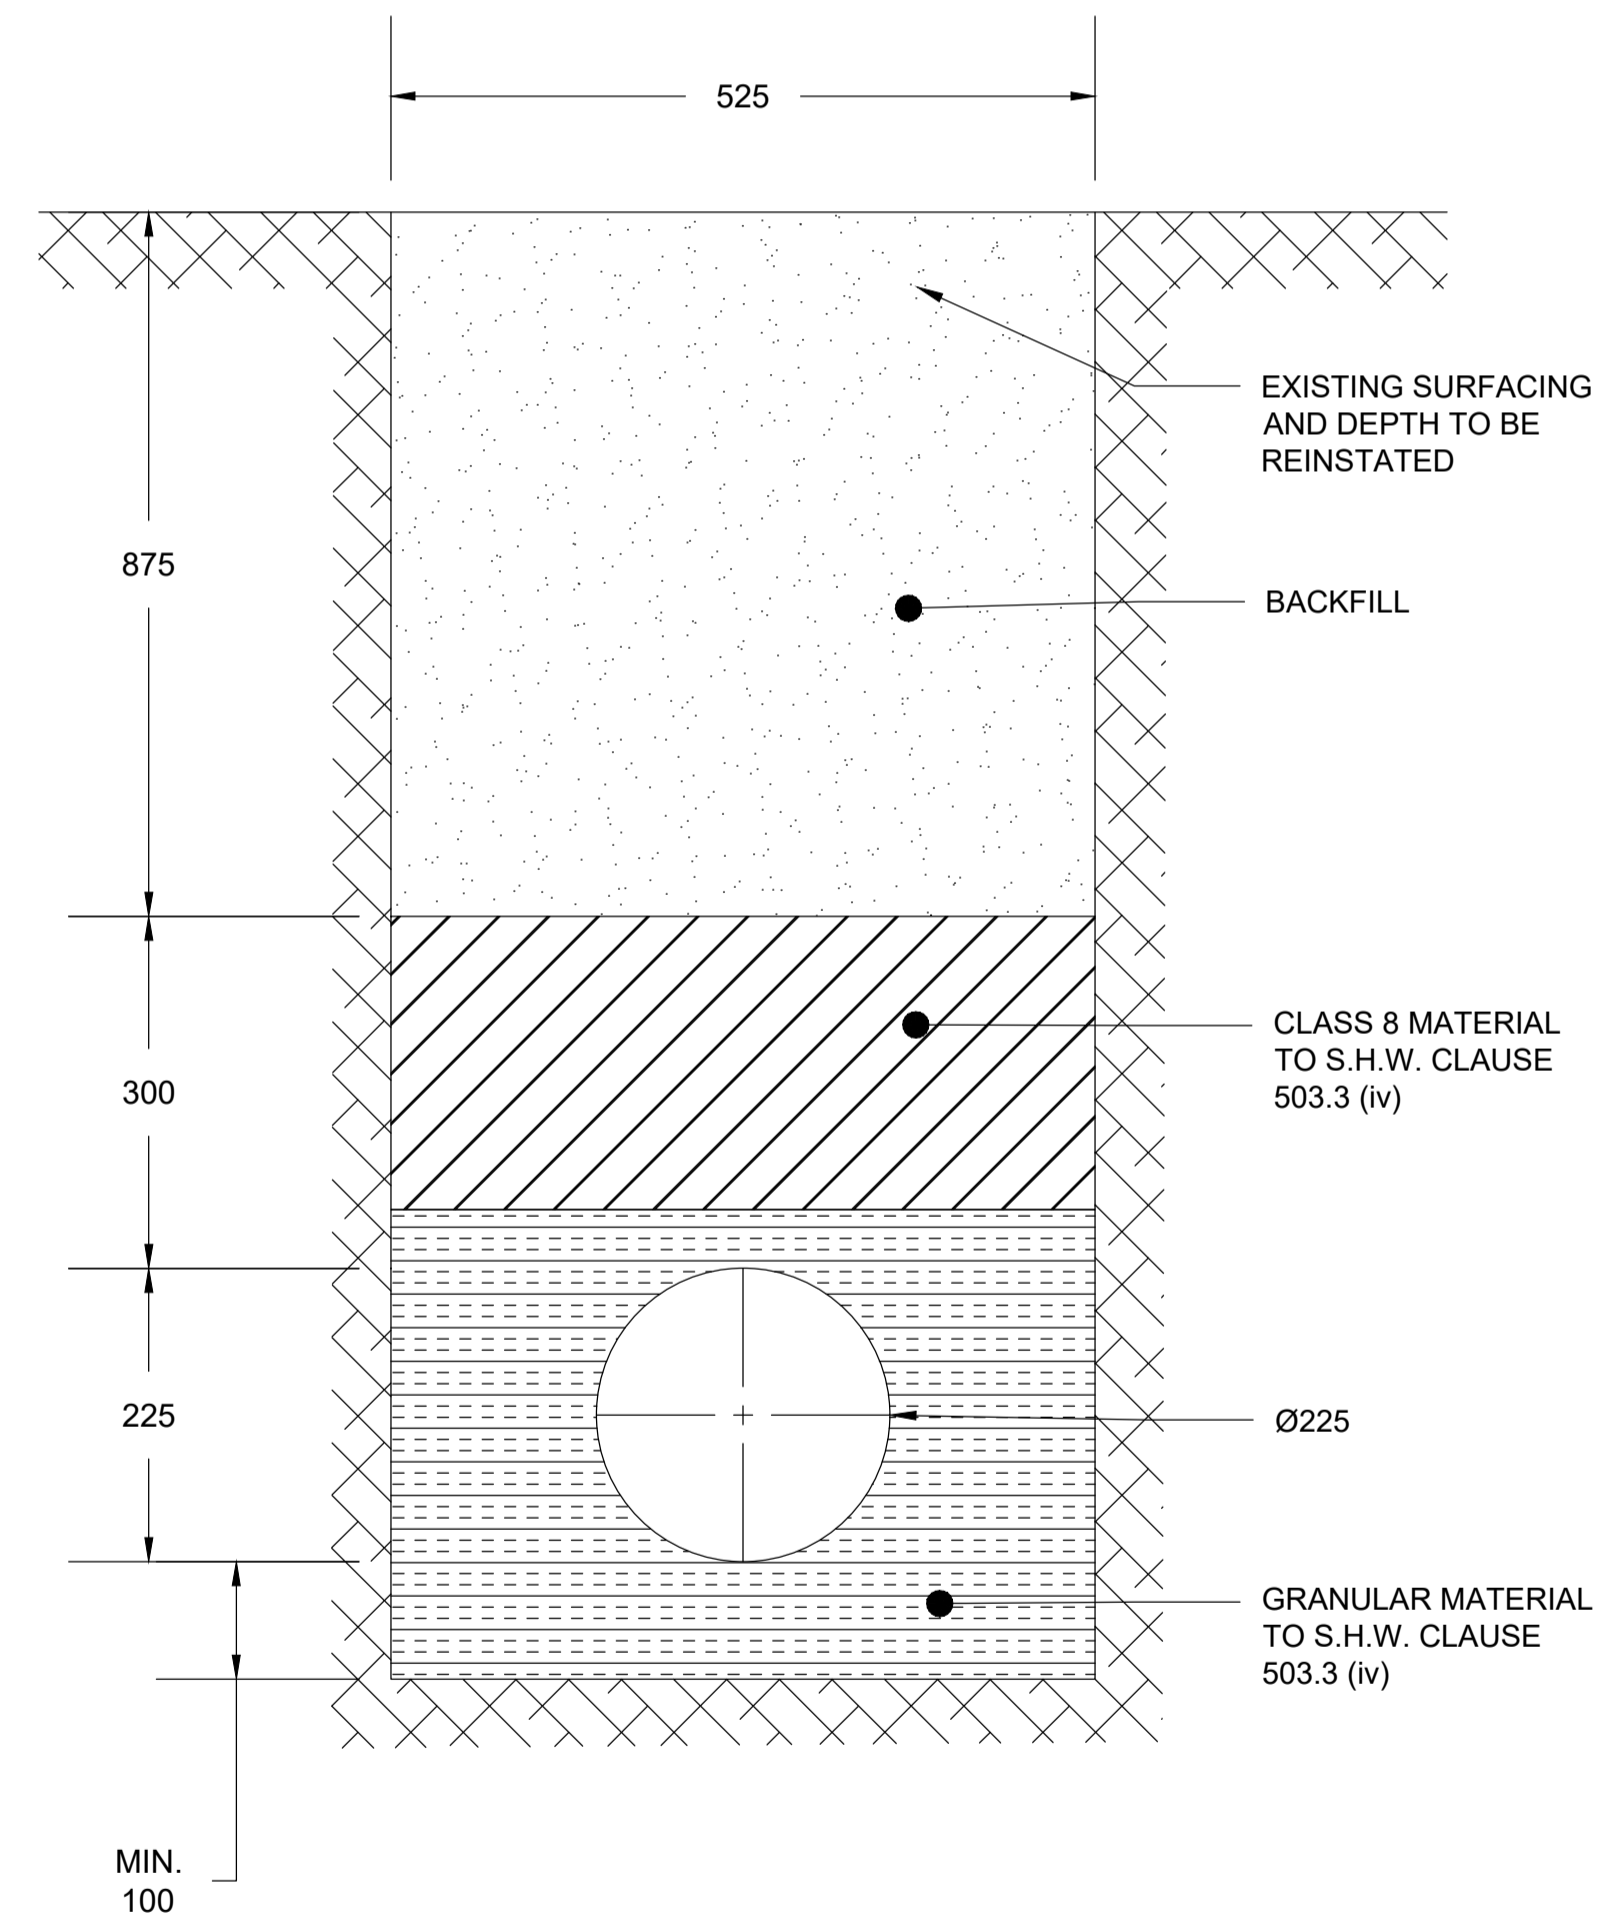 525
EXISTING SURFACING
AND DEPTH TO BE
REINSTATED
875
BACKFILL
CLASS 8 MATERIAL
TO S.H.W. CLAUSE
503.3 (iv)
300
225
Ø225
GRANULAR MATERIAL
TO S.H.W. CLAUSE
503.3 (iv)
MIN.
100